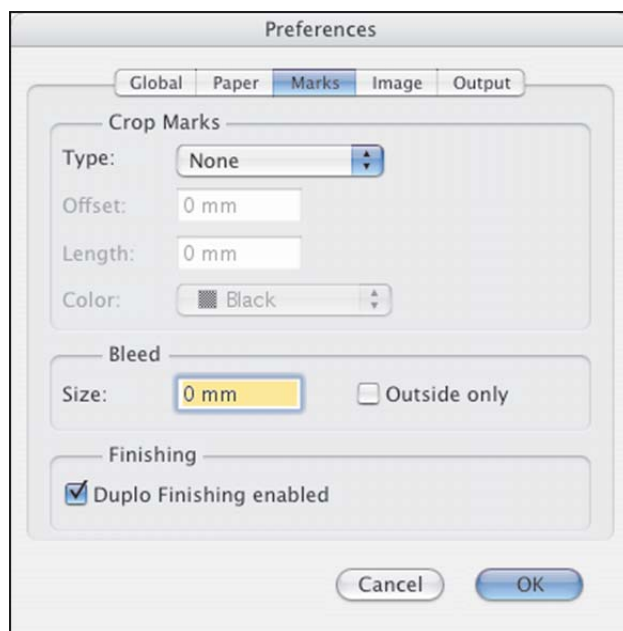 Preferences
Global Paper Marks Image Output
Crop Marks
Type: None
Offset: 0 mm
Length: 0 mm
Color: Black
Bleed
Size: 0 mm Outside only
Finishing
Duplo Finishing enabled
Cancel OK